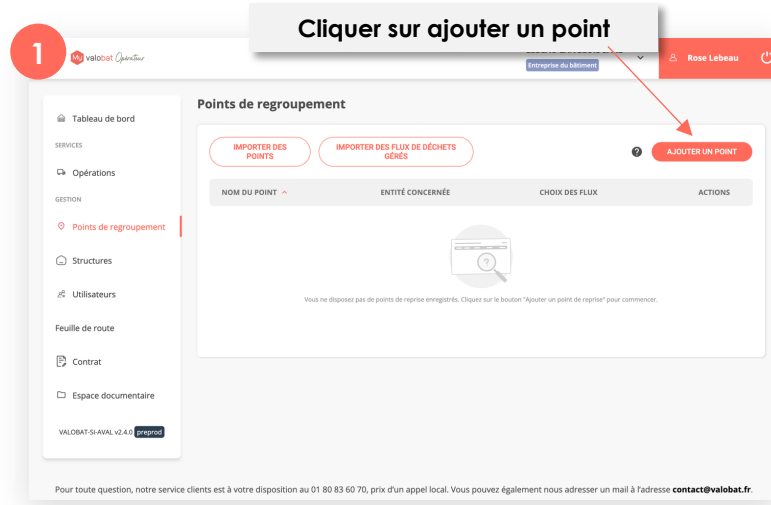 Cliquer sur ajouter un point
1
My valobat Opérateur
Entreprise du bâtiment
Rose Lebeau
Points de regroupement
Tableau de bord
SERVICES
Opérations
GESTION
Points de regroupement
Structures
Utilisateurs
Feuille de route
Contrat
Espace documentaire
VALOBAT-SI-AVAL v2.4.0 preprod
IMPORTER DES
POINTS
IMPORTER DES FLUX DE DÉCHETS
GÉRÉS
?
AJOUTER UN POINT
NOM DU POINT
ENTITÉ CONCERNÉE
CHOIX DES FLUX
ACTIONS
?
Vous ne disposez pas de points de reprise enregistrés. Cliquez sur le bouton "Ajouter un point de reprise" pour commencer.
Pour toute question, notre service clients est à votre disposition au 01 80 83 60 70, prix d'un appel local. Vous pouvez également nous adresser un mail à l'adresse contact@valobat.fr.